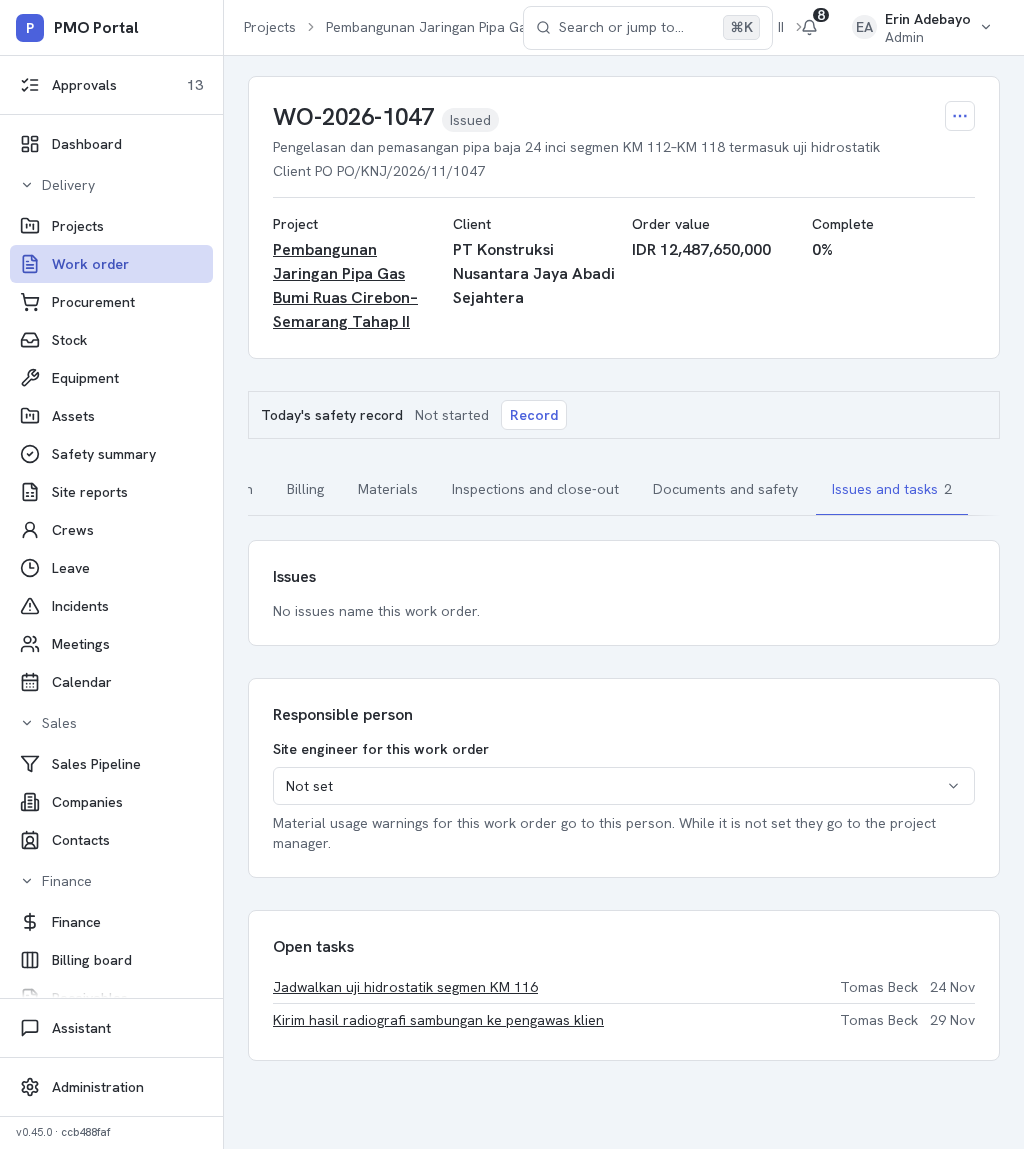 P PMO Portal
Projects
Pembangunan Jaringan Pipa Ga
Search or jump to...
⌘K
II
8
EA
Erin Adebayo
Admin
Approvals 13
Dashboard
Delivery
Projects
Work order
Procurement
Stock
Equipment
Assets
Safety summary
Site reports
Crews
Leave
Incidents
Meetings
Calendar
Sales
Sales Pipeline
Companies
Contacts
Finance
Finance
Billing board
Assistant
Administration
v0.45.0 · ccb488faf
WO-2026-1047 Issued
Pengelasan dan pemasangan pipa baja 24 inci segmen KM 112–KM 118 termasuk uji hidrostatik
Client PO PO/KNJ/2026/11/1047
Project
Pembangunan
Jaringan Pipa Gas
Bumi Ruas Cirebon–
Semarang Tahap II
Client
PT Konstruksi
Nusantara Jaya Abadi
Sejahtera
Order value
IDR 12,487,650,000
Complete
0%
Today's safety record Not started Record
n Billing Materials Inspections and close-out Documents and safety Issues and tasks 2
Issues
No issues name this work order.
Responsible person
Site engineer for this work order
Not set
Material usage warnings for this work order go to this person. While it is not set they go to the project
manager.
Open tasks
Jadwalkan uji hidrostatik segmen KM 116 Tomas Beck 24 Nov
Kirim hasil radiografi sambungan ke pengawas klien Tomas Beck 29 Nov